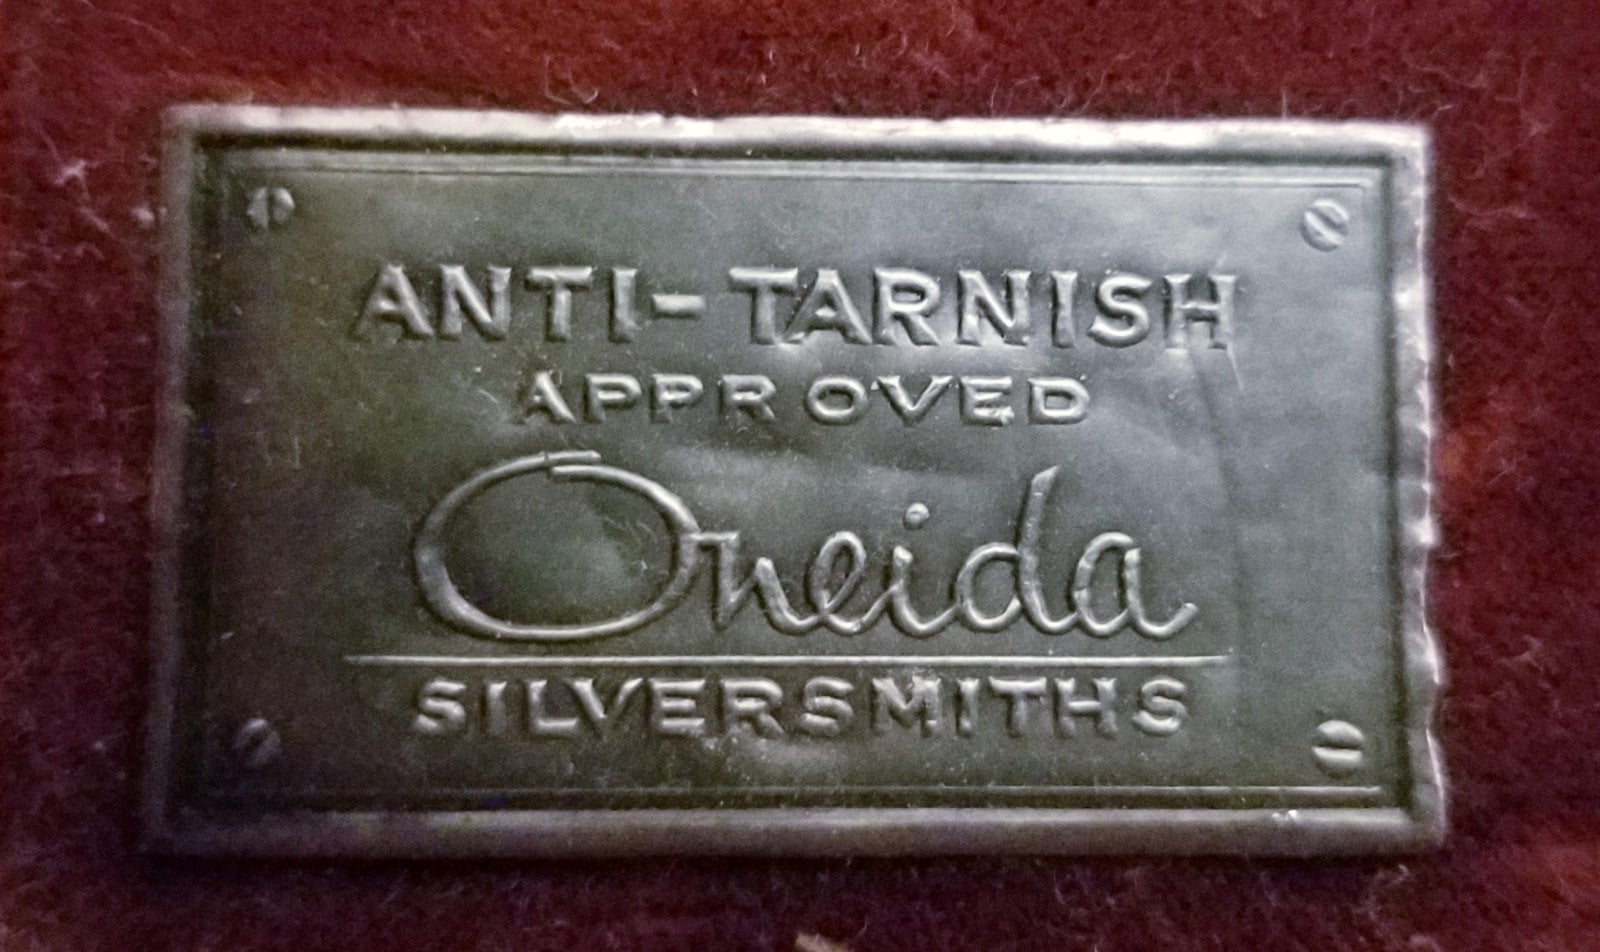 ANTI-TARNISH
APPROVED
Oneida
SILVERSMITHS